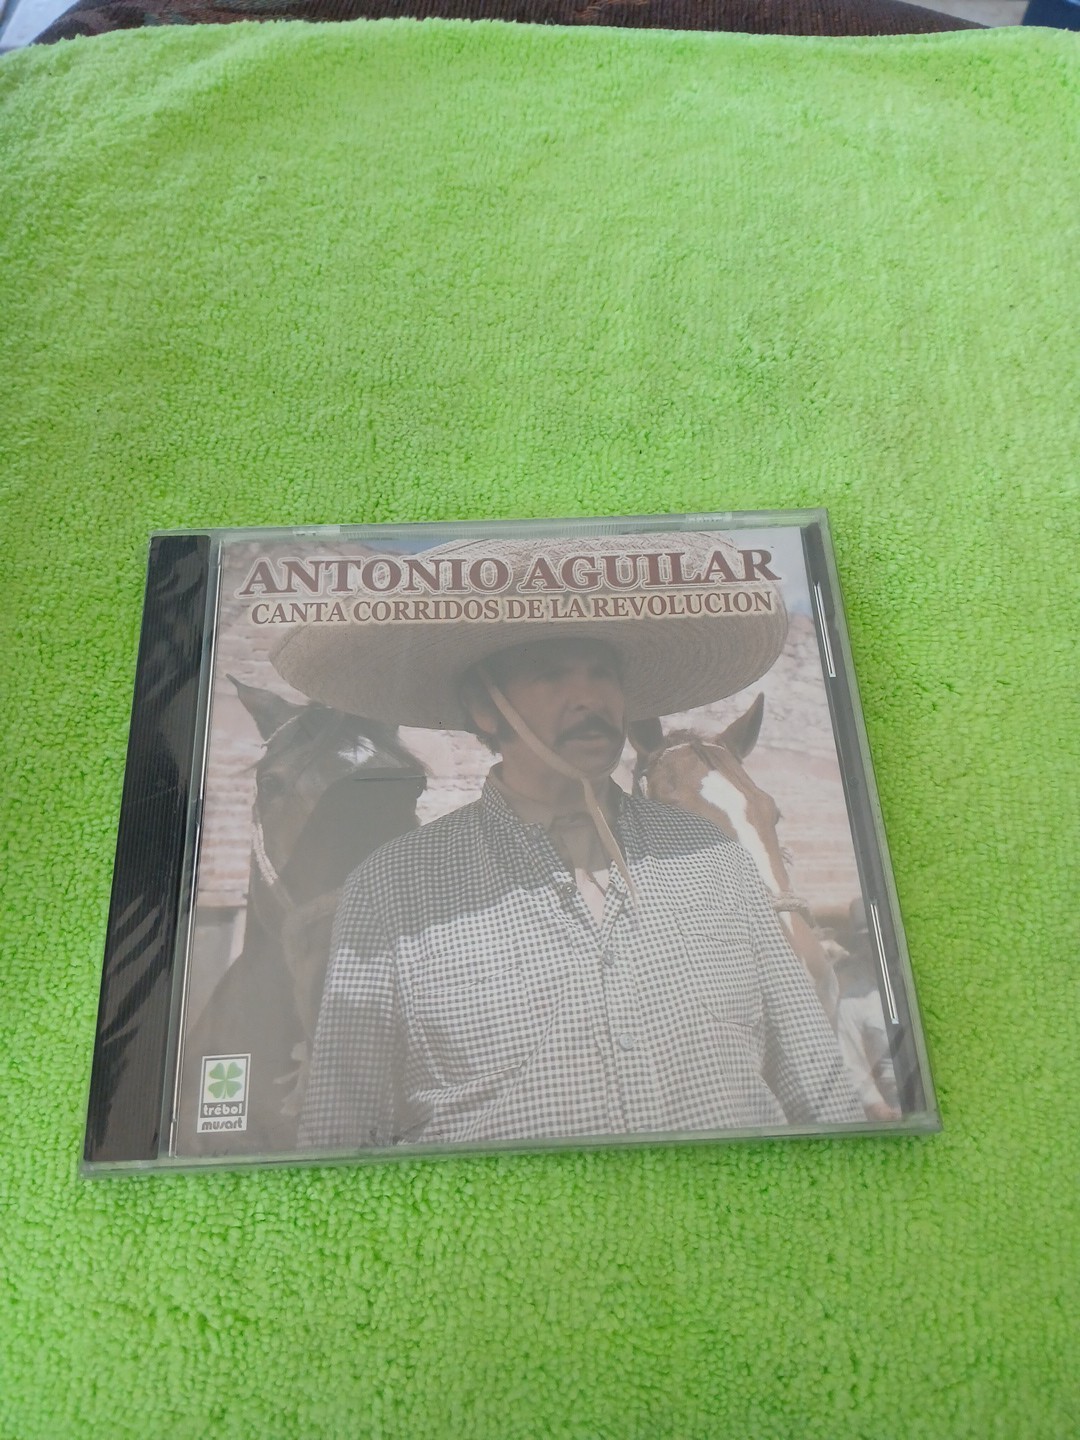 ANTONIO AGUILAR
CANTA CORRIDOS DE LA REVOLUCION
trébol
musart